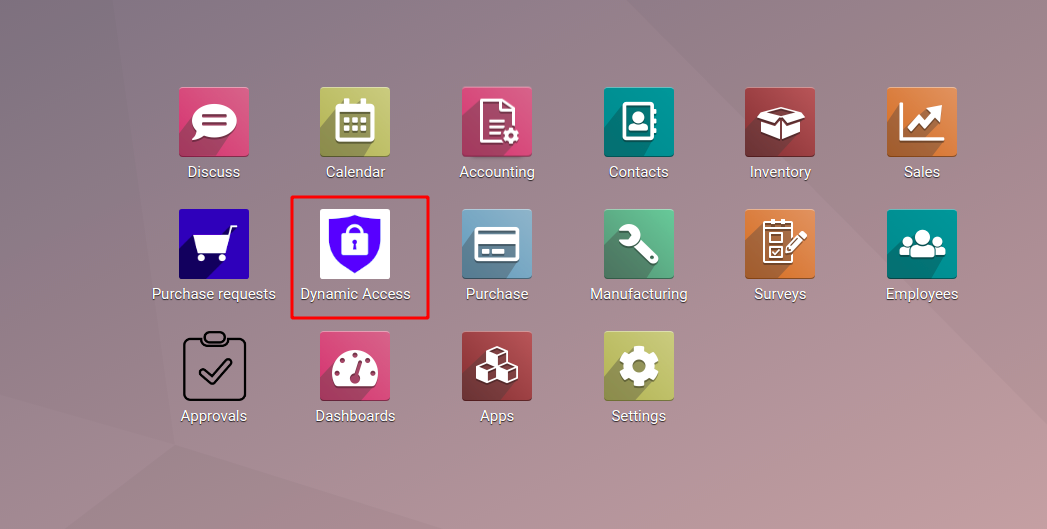 Discuss
Calendar
Accounting
Contacts
Inventory
Sales
Purchase requests
Dynamic Access
Purchase
Manufacturing
Surveys
Employees
Approvals
Dashboards
Apps
Settings